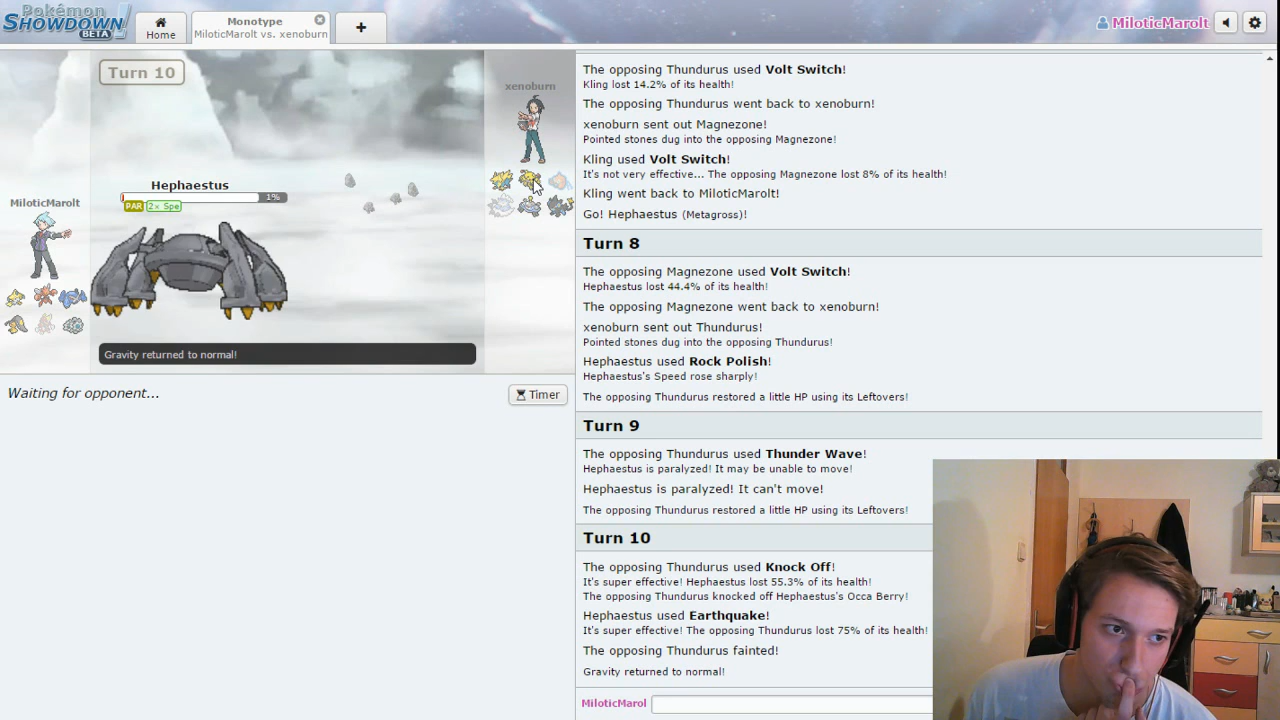 Pokémon
SHOWDOWN!
BETA
Home
Monotype
MiloticMarolt vs. xenoburn
MiloticMarolt
Turn 10
xenoburn
Hephaestus
1%
PAR 2x Spe
MiloticMarolt
Gravity returned to normal!
Waiting for opponent...
Timer
The opposing Thundurus used Volt Switch!
Kling lost 14.2% of its health!
The opposing Thundurus went back to xenoburn!
xenoburn sent out Magnezone!
Pointed stones dug into the opposing Magnezone!
Kling used Volt Switch!
It's not very effective... The opposing Magnezone lost 8% of its health!
Kling went back to MiloticMarolt!
Go! Hephaestus (Metagross)!
Turn 8
The opposing Magnezone used Volt Switch!
Hephaestus lost 44.4% of its health!
The opposing Magnezone went back to xenoburn!
xenoburn sent out Thundurus!
Pointed stones dug into the opposing Thundurus!
Hephaestus used Rock Polish!
Hephaestus's Speed rose sharply!
The opposing Thundurus restored a little HP using its Leftovers!
Turn 9
The opposing Thundurus used Thunder Wave!
Hephaestus is paralyzed! It may be unable to move!
Hephaestus is paralyzed! It can't move!
The opposing Thundurus restored a little HP using its Leftovers!
Turn 10
The opposing Thundurus used Knock Off!
It's super effective! Hephaestus lost 55.3% of its health!
The opposing Thundurus knocked off Hephaestus's Occa Berry!
Hephaestus used Earthquake!
It's super effective! The opposing Thundurus lost 75% of its health!
The opposing Thundurus fainted!
Gravity returned to normal!
MiloticMarol